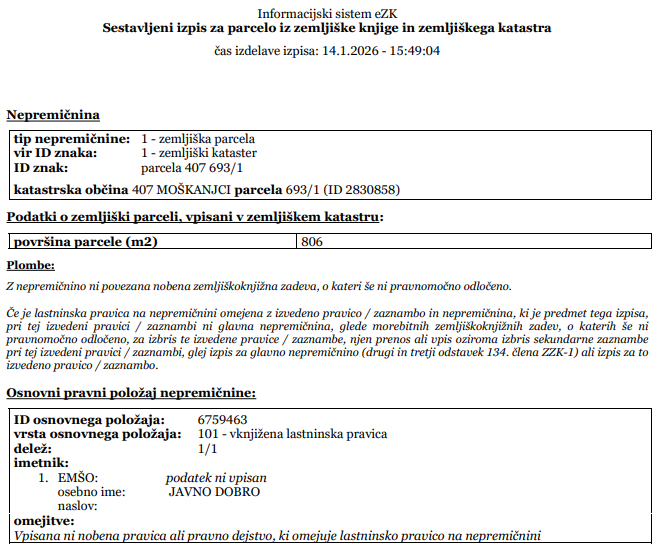 Informacijski sistem eZK
Sestavljeni izpis za parcelo iz zemljiške knjige in zemljiškega katastra
čas izdelave izpisa: 14.1.2026 - 15:49:04
Nepremičnina
tip nepremičnine: 1 - zemljiška parcela
vir ID znaka: 1 - zemljiški kataster
ID znak: parcela 407 693/1
katastrska občina 407 MOŠKANJCI parcela 693/1 (ID 2830858)
Podatki o zemljiški parceli, vpisani v zemljiškem katastru:
površina parcele (m2) 806
Plombe:
Z nepremičnino ni povezana nobena zemljiškoknjižna zadeva, o kateri še ni pravnomočno odločeno.
Če je lastninska pravica na nepremičnini omejena z izvedeno pravico / zaznambo in nepremičnina, ki je predmet tega izpisa,
pri tej izvedeni pravici / zaznambi ni glavna nepremičnina, glede morebitnih zemljiškoknjižnih zadev, o katerih še ni
pravnomočno odločeno, za izbris te izvedene pravice / zaznambe, njen prenos ali vpis oziroma izbris sekundarne zaznambe
pri tej izvedeni pravici / zaznambi, glej izpis za glavno nepremičnino (drugi in tretji odstavek 134. člena ZZK-1) ali izpis za to
izvedeno pravico / zaznambo.
Osnovni pravni položaj nepremičnine:
ID osnovnega položaja: 6759463
vrsta osnovnega položaja: 101 - vknjižena lastninska pravica
delež: 1/1
imetnik:
1. EMŠO: podatek ni vpisan
osebno ime: JAVNO DOBRO
naslov:
omejitve:
Vpisana ni nobena pravica ali pravno dejstvo, ki omejuje lastninsko pravico na nepremičnini